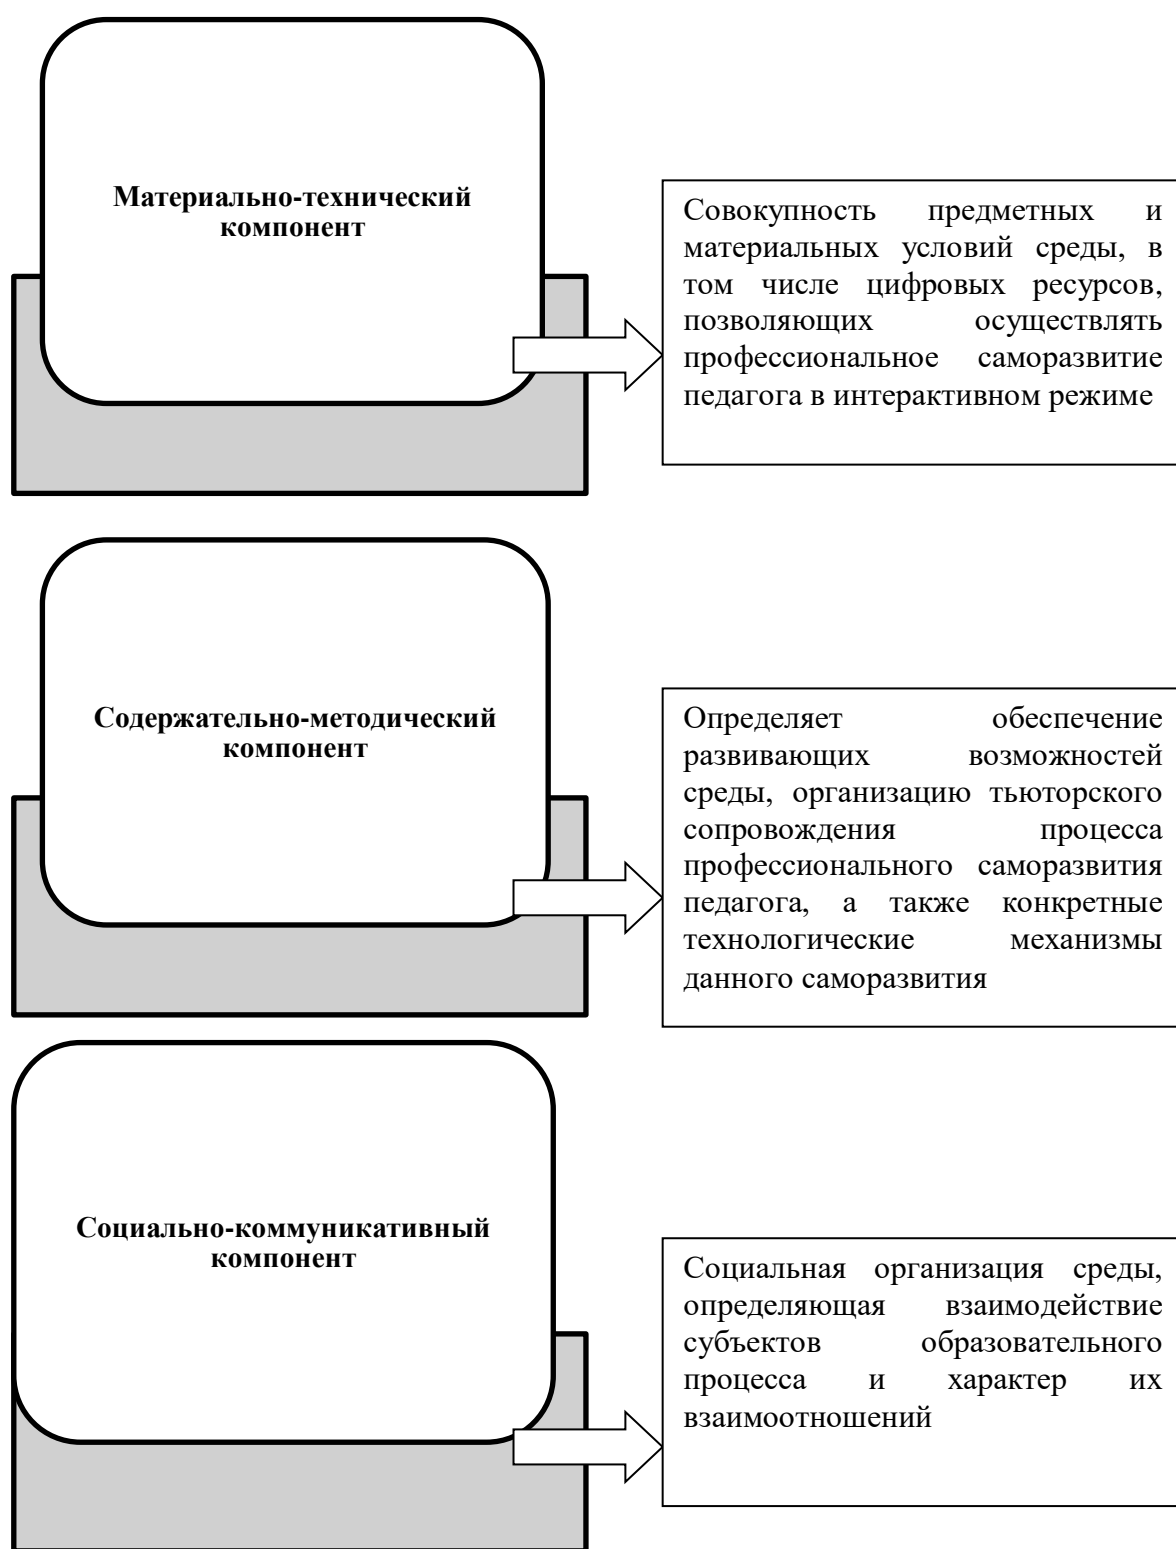 Материально-технический
компонент
Совокупность предметных и
материальных условий среды, в
том числе цифровых ресурсов,
позволяющих осуществлять
профессиональное саморазвитие
педагога в интерактивном режиме
Содержательно-методический
компонент
Определяет обеспечение
развивающих возможностей
среды, организацию тьюторского
сопровождения процесса
профессионального саморазвития
педагога, а также конкретные
технологические механизмы
данного саморазвития
Социально-коммуникативный
компонент
Социальная организация среды,
определяющая взаимодействие
субъектов образовательного
процесса и характер их
взаимоотношений